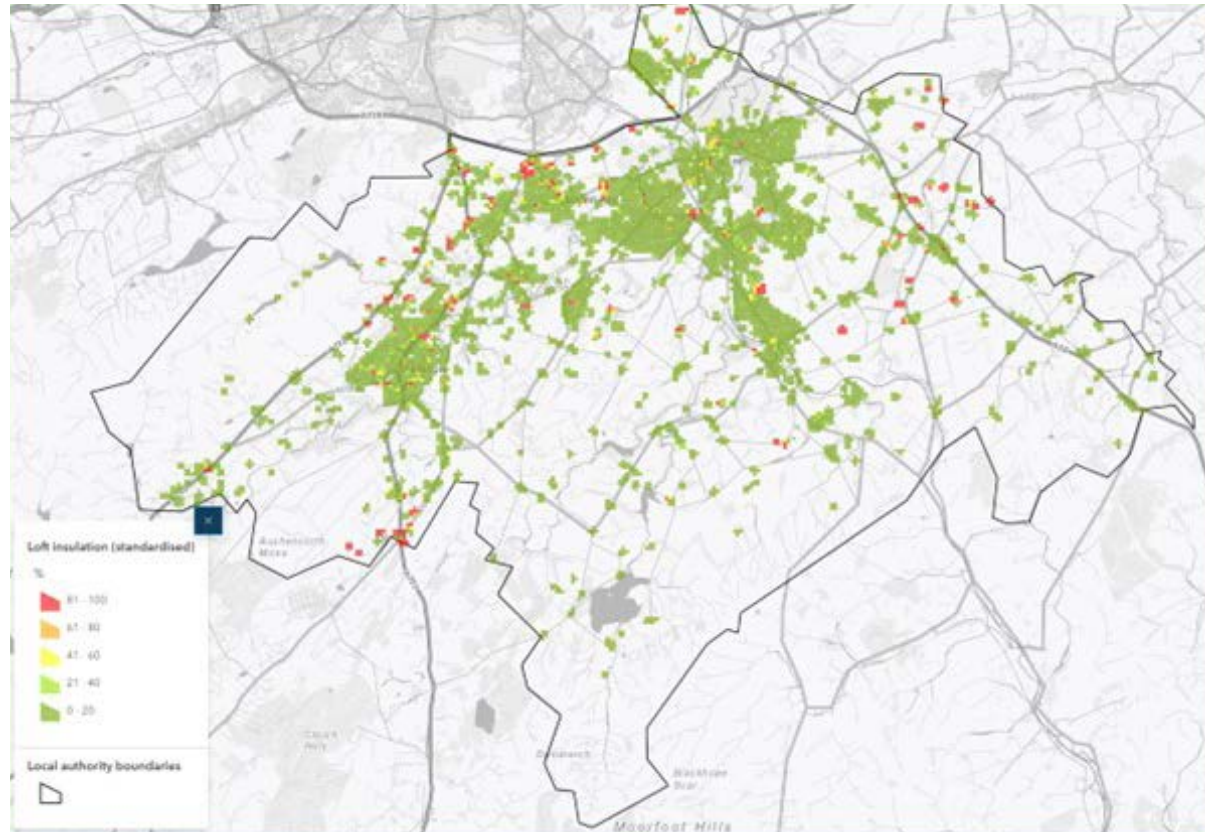 Auchencorth
Moss
Loft insulation (standardised)
%
81 - 100
61 - 80
41 - 60
21 - 40
0 - 20
Local authority boundaries
Blackhope
Scar
Moorfoot Hills